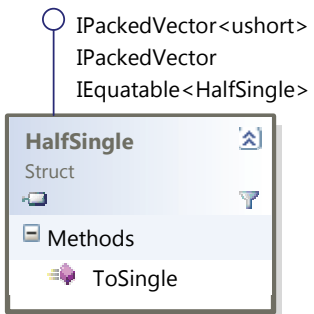 IPackedVector<ushort>
IPackedVector
IEquatable<HalfSingle>
HalfSingle
Struct
Methods
ToSingle